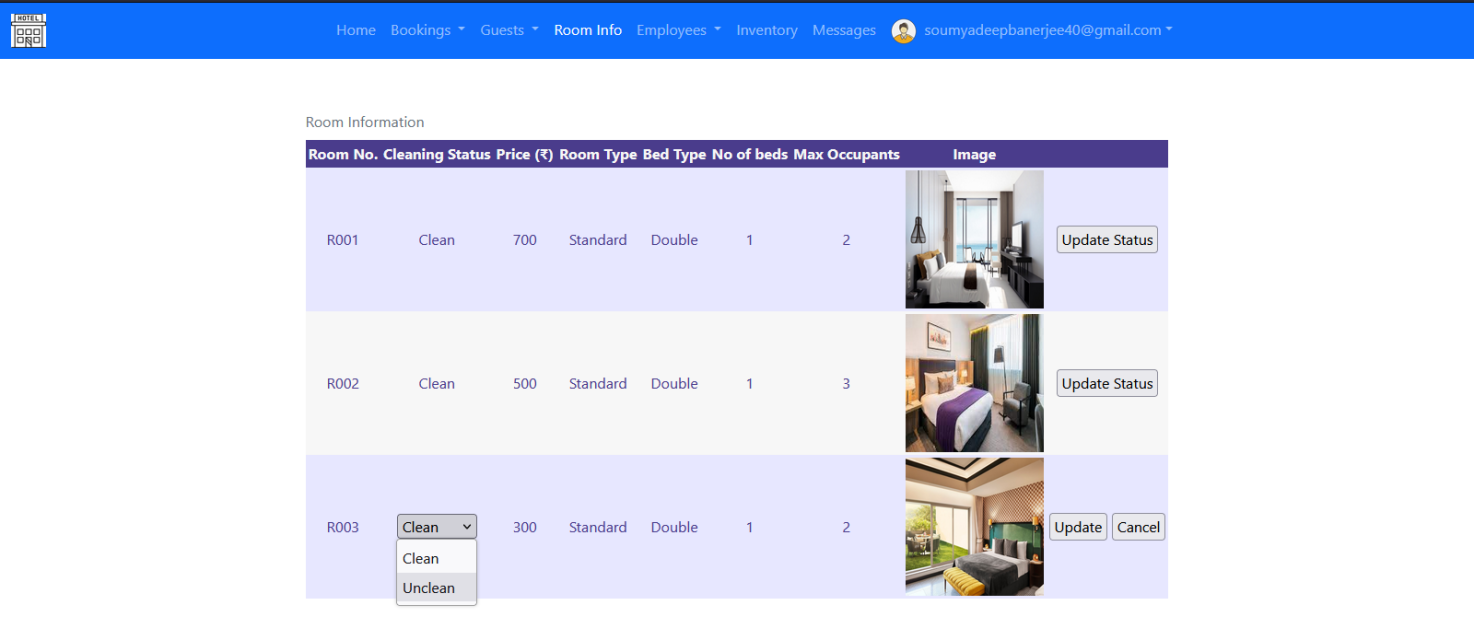 HOTEL
Home Bookings Guests Room Info Employees Inventory Messages soumyadeepbanerjee40@gmail.com
Room Information
Room No. Cleaning Status Price (₹) Room Type Bed Type No of beds Max Occupants Image
R001 Clean 700 Standard Double 1 2 Update Status
R002 Clean 500 Standard Double 1 3 Update Status
R003 Clean 300 Standard Double 1 2 Update Cancel
Clean
Unclean